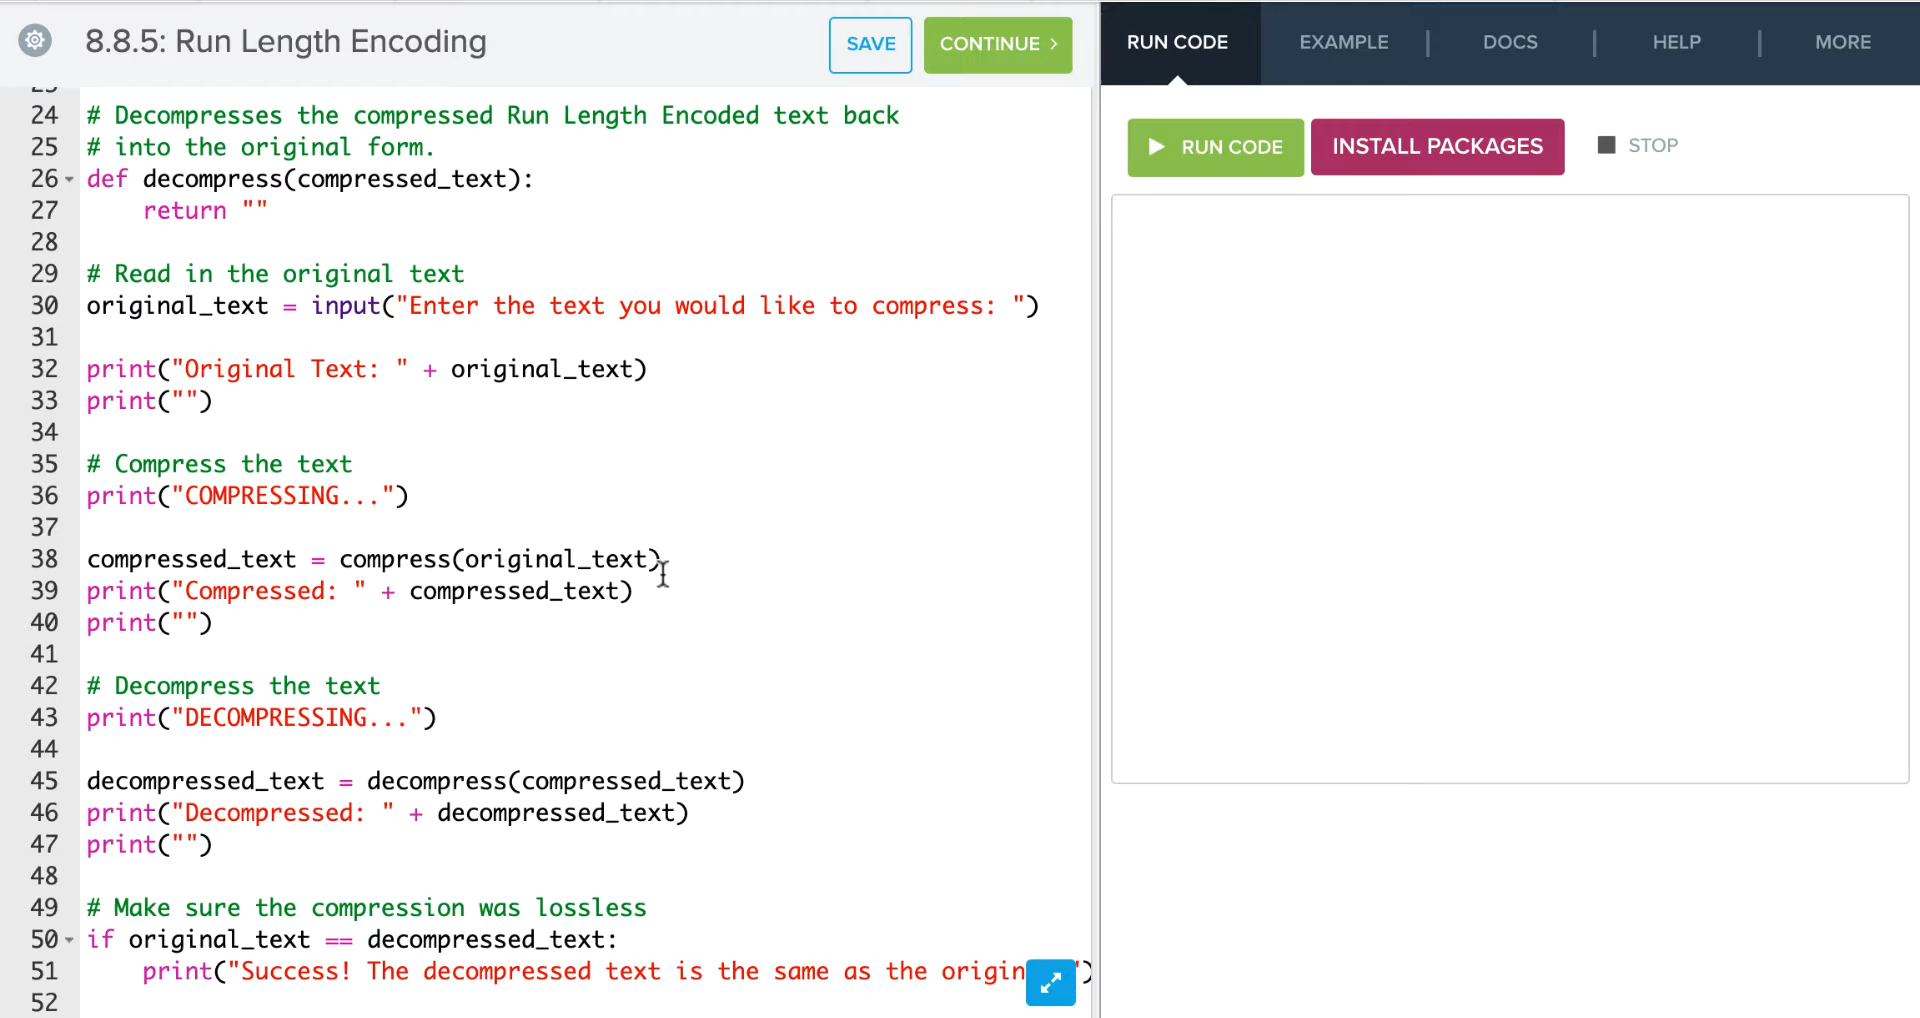 8.8.5: Run Length Encoding
SAVE
CONTINUE >
RUN CODE
EXAMPLE
DOCS
HELP
MORE
RUN CODE
INSTALL PACKAGES
STOP
24 # Decompresses the compressed Run Length Encoded text back
25 # into the original form.
26 def decompress(compressed_text):
27     return ""
28
29 # Read in the original text
30 original_text = input("Enter the text you would like to compress: ")
31
32 print("Original Text: " + original_text)
33 print("")
34
35 # Compress the text
36 print("COMPRESSING...")
37
38 compressed_text = compress(original_text)
39 print("Compressed: " + compressed_text)
40 print("")
41
42 # Decompress the text
43 print("DECOMPRESSING...")
44
45 decompressed_text = decompress(compressed_text)
46 print("Decompressed: " + decompressed_text)
47 print("")
48
49 # Make sure the compression was lossless
50 if original_text == decompressed_text:
51     print("Success! The decompressed text is the same as the origin ")
52